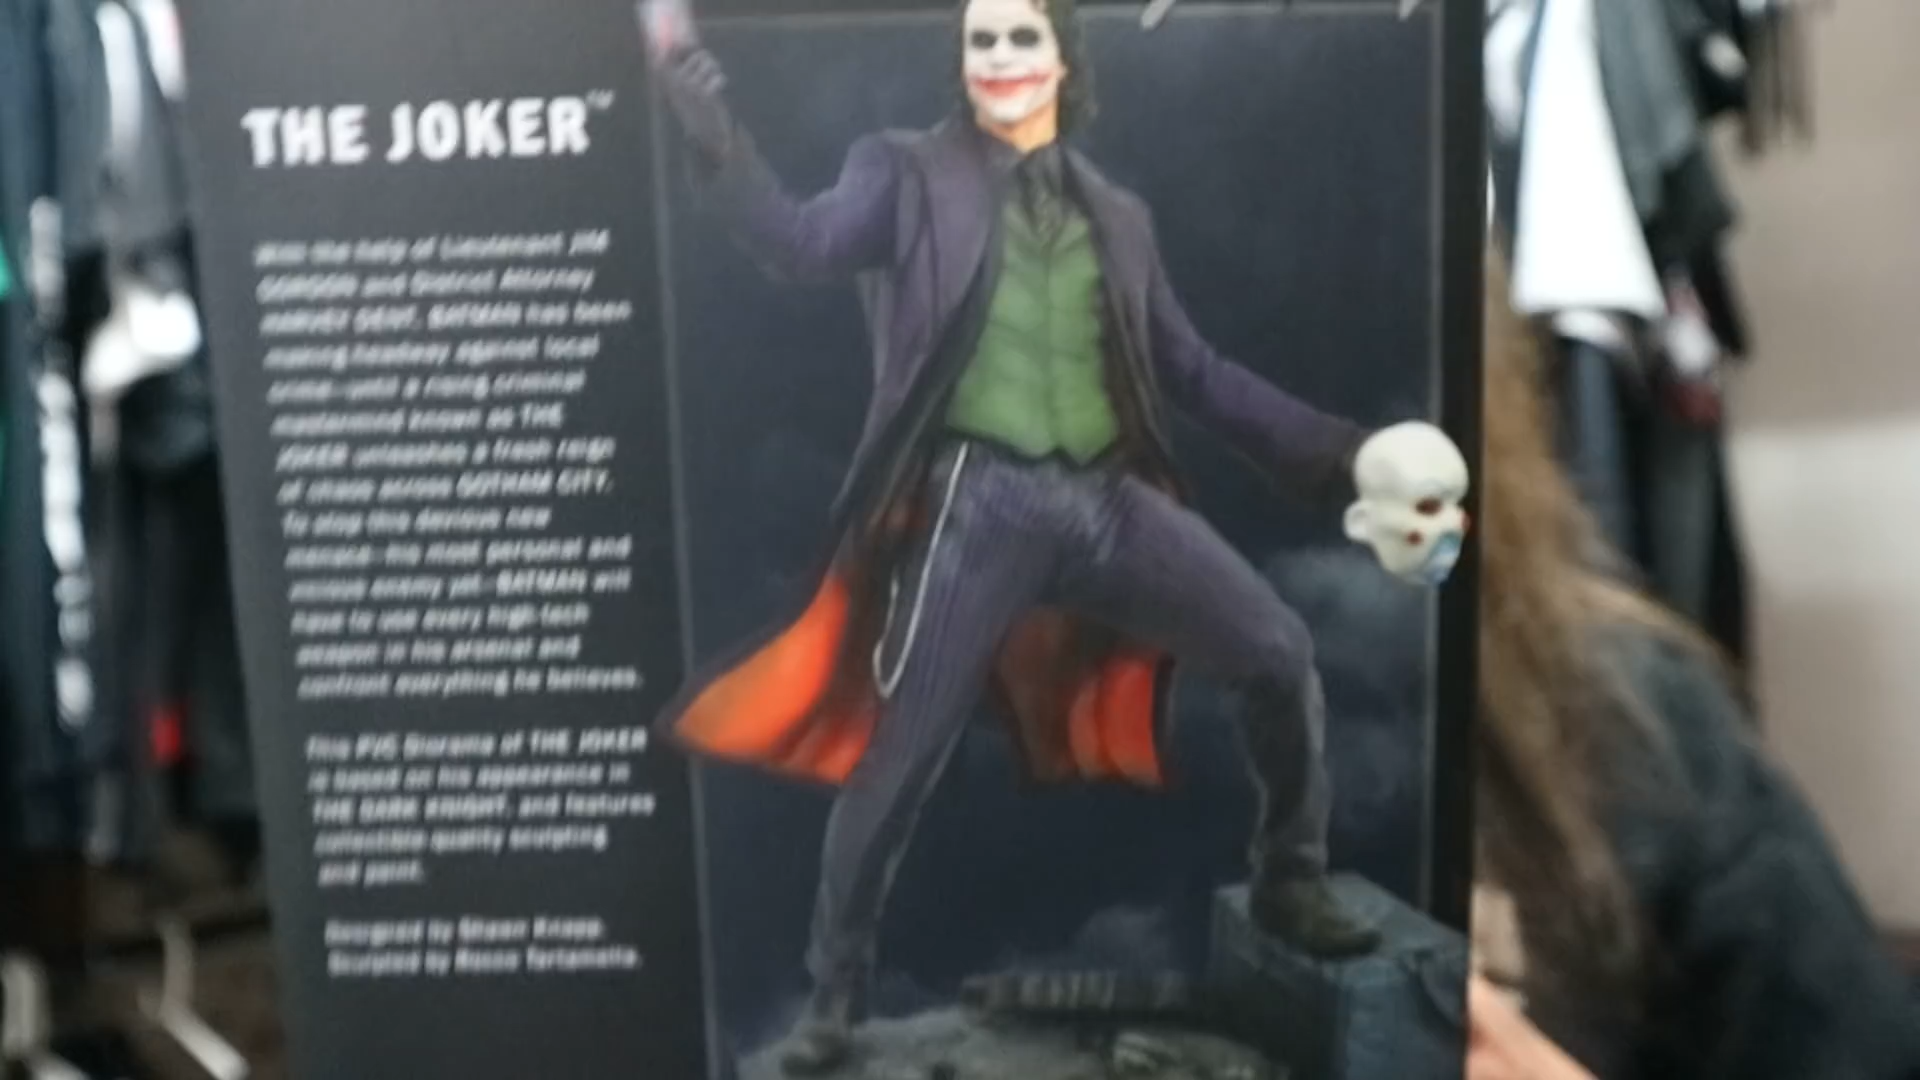 THE JOKER™
With the help of Lieutenant JIM
GORDON and District Attorney
HARVEY DENT, BATMAN has been
making headway against local
crime—until a rising criminal
mastermind known as THE
JOKER unleashes a fresh reign
of chaos across GOTHAM CITY.
To stop this devious new
menace—his most personal and
vicious enemy yet—BATMAN will
have to use every high-tech
weapon in his arsenal and
confront everything he believes.
This PVC Diorama of THE JOKER
is based on his appearance in
THE DARK KNIGHT, and features
collectible-quality sculpting
and paint.
Designed by Shawn Knapp.
Sculpted by Rocco Tartamella.